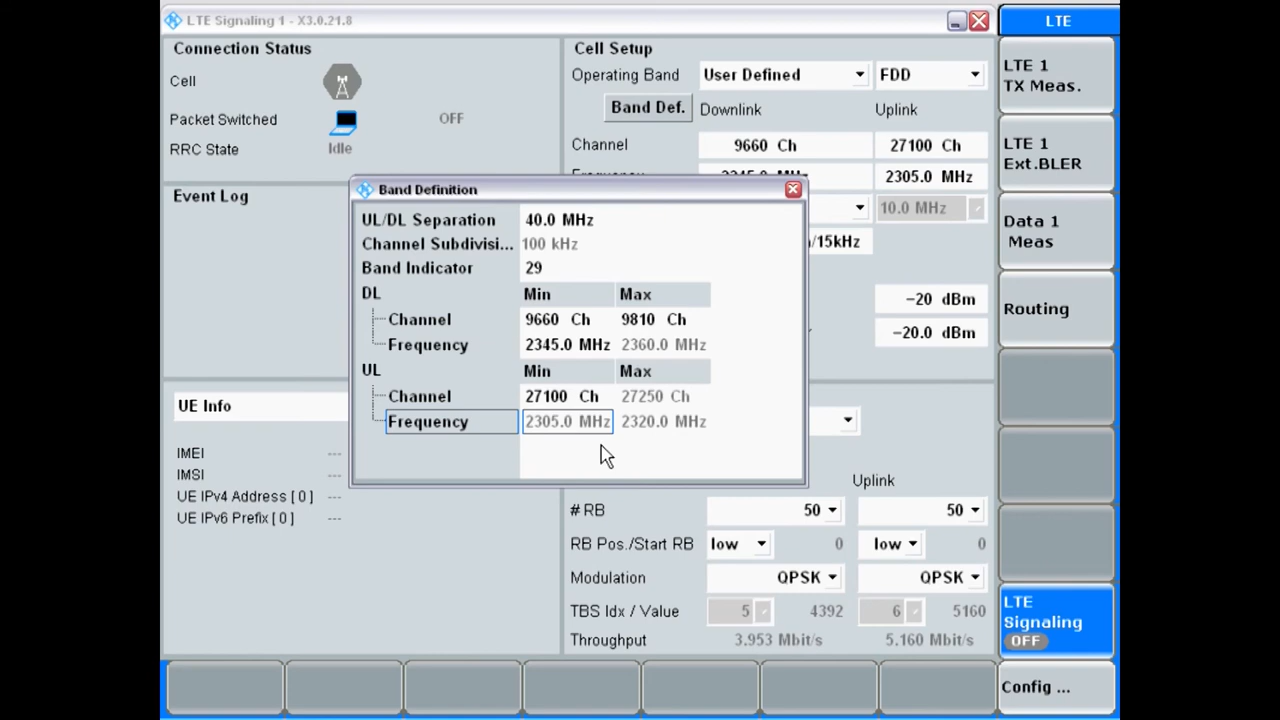 LTE Signaling 1 - X3.0.21.8
LTE
Connection Status
Cell
Packet Switched
OFF
RRC State
Idle
Event Log
UE Info
IMEI
---
IMSI
---
UE IPv4 Address [ 0 ]
---
UE IPv6 Prefix [ 0 ]
---
Cell Setup
Operating Band User Defined FDD
Band Def. Downlink Uplink
Channel 9660 Ch 27100 Ch
2305.0 MHz
10.0 MHz
/15kHz
-20 dBm
-20.0 dBm
Band Definition
UL/DL Separation 40.0 MHz
Channel Subdivisi... 100 kHz
Band Indicator 29
DL Min Max
Channel 9660 Ch 9810 Ch
Frequency 2345.0 MHz 2360.0 MHz
UL Min Max
Channel 27100 Ch 27250 Ch
Frequency 2305.0 MHz 2320.0 MHz
Uplink
# RB 50 50
RB Pos./Start RB low 0 low 0
Modulation QPSK QPSK
TBS Idx / Value 5 4392 6 5160
Throughput 3.953 Mbit/s 5.160 Mbit/s
LTE 1
TX Meas.
LTE 1
Ext.BLER
Data 1
Meas
Routing
LTE
Signaling
OFF
Config ...